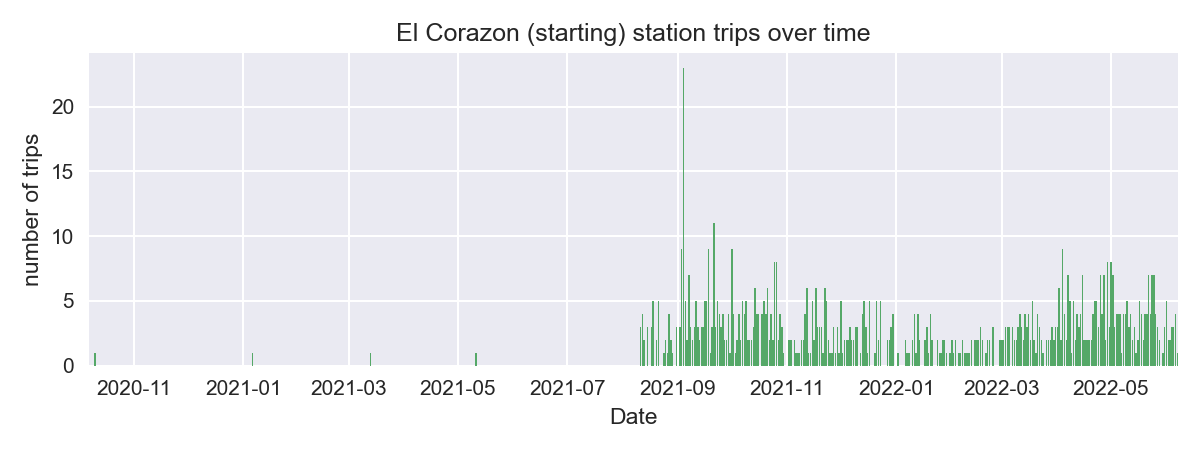 El Corazon (starting) station trips over time
number of trips
20
15
10
5
0
2020-11 2021-01 2021-03 2021-05 2021-07 2021-09 2021-11 2022-01 2022-03 2022-05
Date